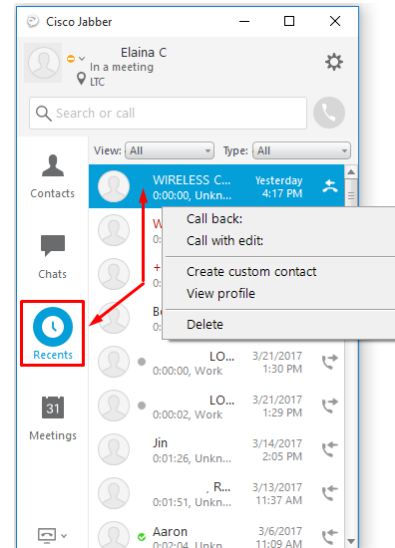 Cisco Jabber
Elaina C
In a meeting
LTC
Search or call
View: All Type: All
Contacts
WIRELESS C... Yesterday
0:00:00, Unkn... 4:17 PM
Call back:
Call with edit:
Create custom contact
View profile
Delete
Chats
Recents
LO... 3/21/2017
0:00:00, Work 1:30 PM
LO... 3/21/2017
0:00:02, Work 1:29 PM
31
Meetings
Jin 3/14/2017
0:01:26, Unkn... 2:05 PM
, R... 3/13/2017
0:01:51, Unkn... 11:37 AM
Aaron 3/6/2017
0:02:04, Unkn... 11:09 AM